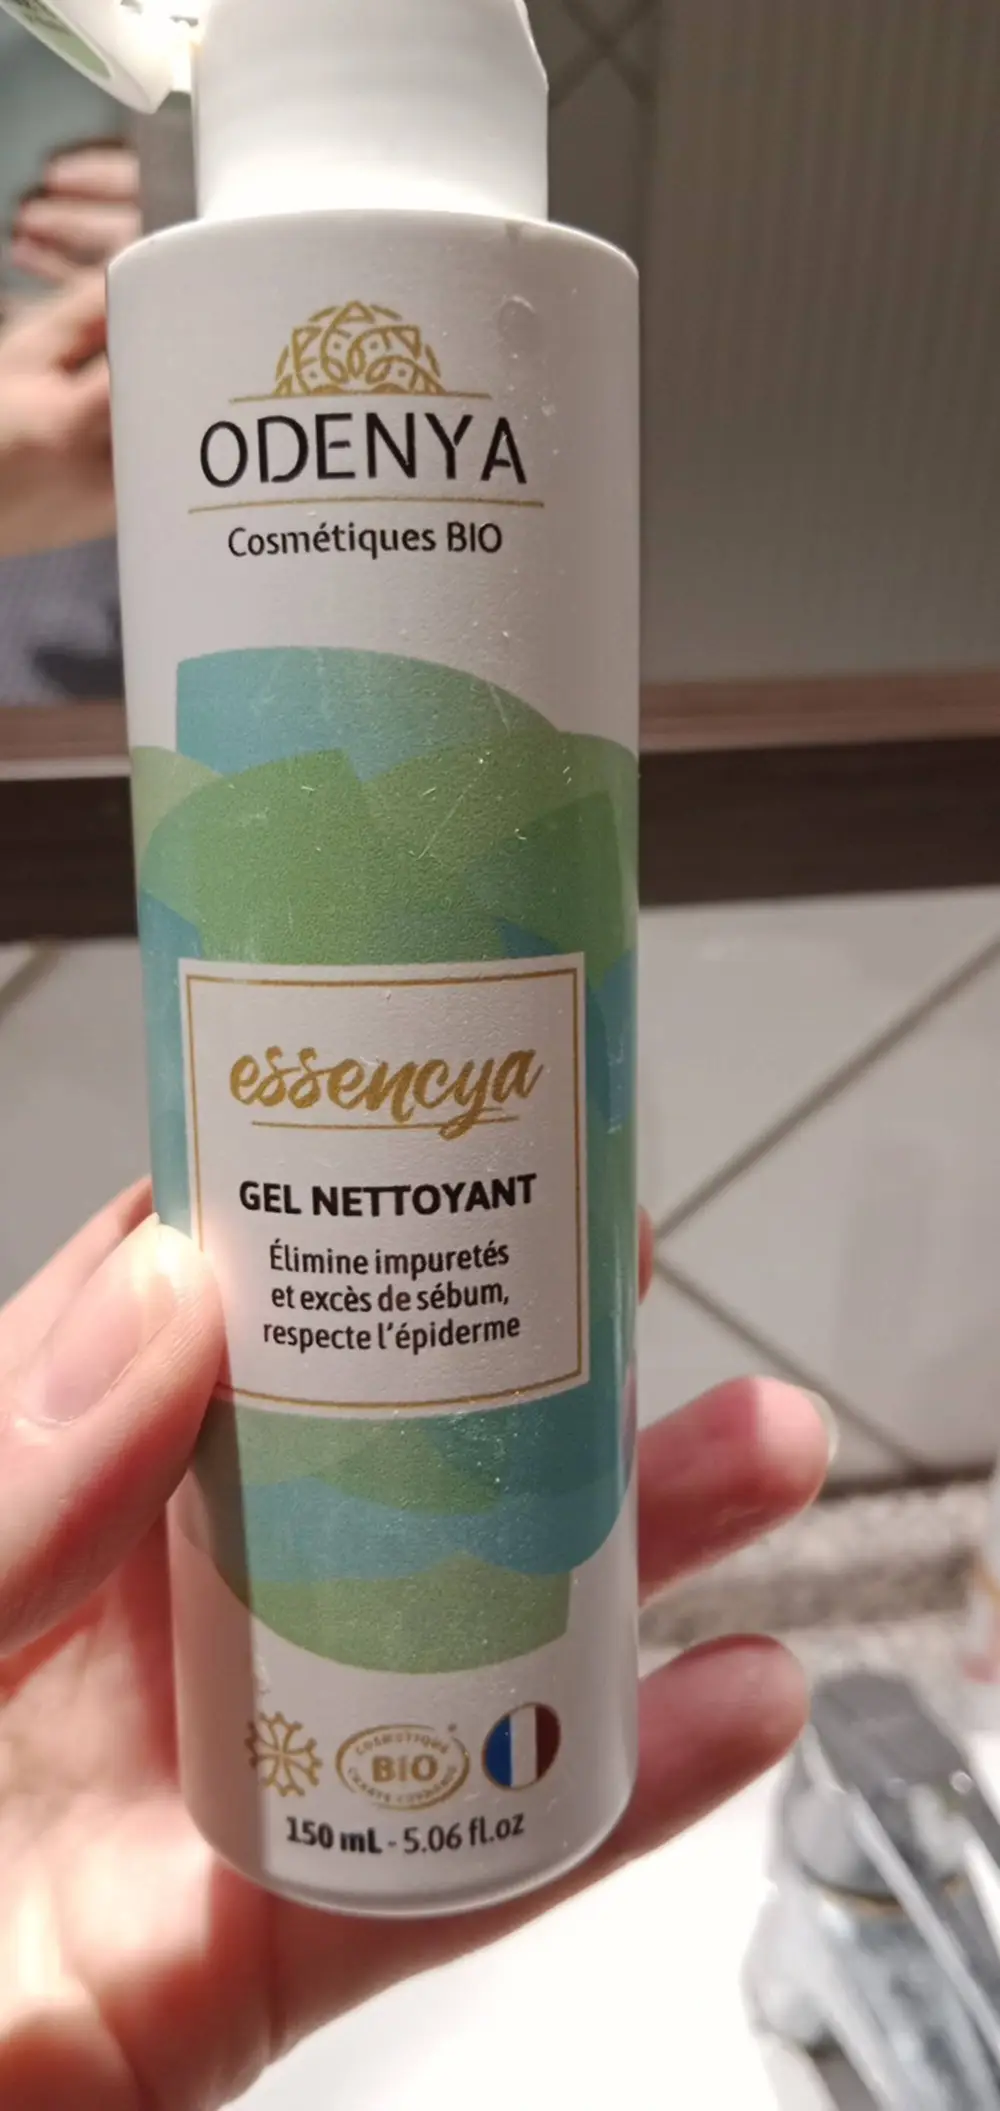 ODENYA
Cosmétiques BIO
essencya
GEL NETTOYANT
Élimine impuretés
et excès de sébum,
respecte l'épiderme
COSMÉTIQUE
BIO
150 mL - 5.06 fl.oz